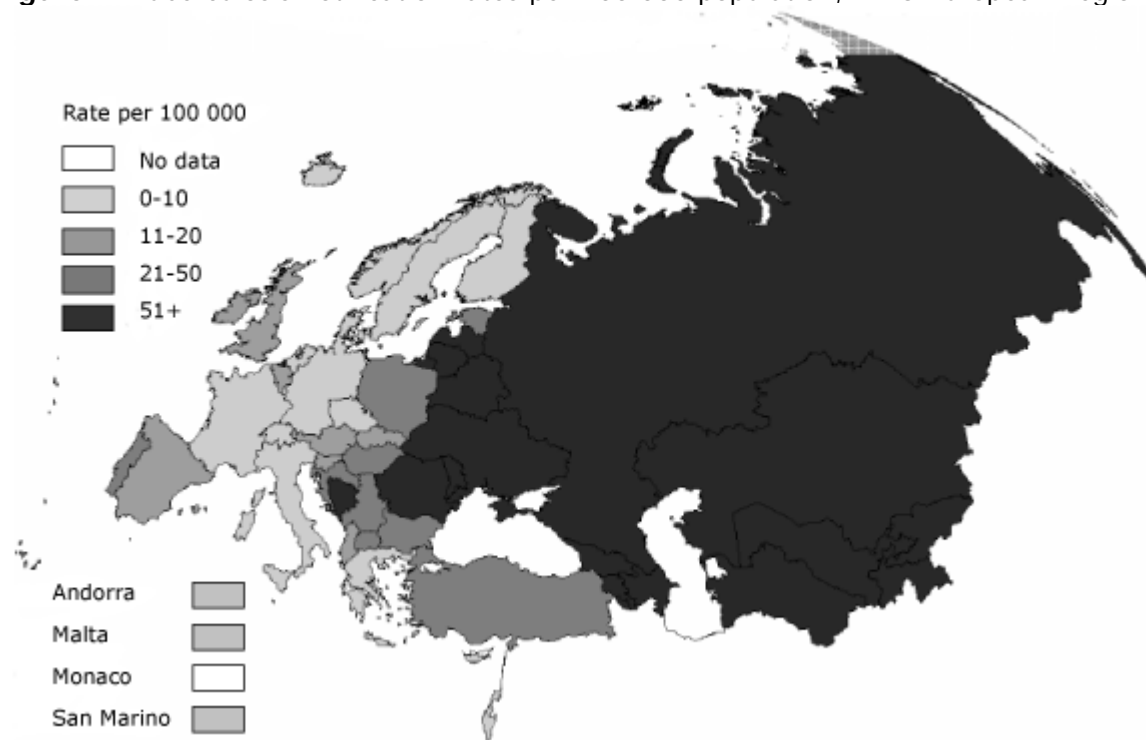 Rate per 100 000
No data
0-10
11-20
21-50
51+
Andorra
Malta
Monaco
San Marino